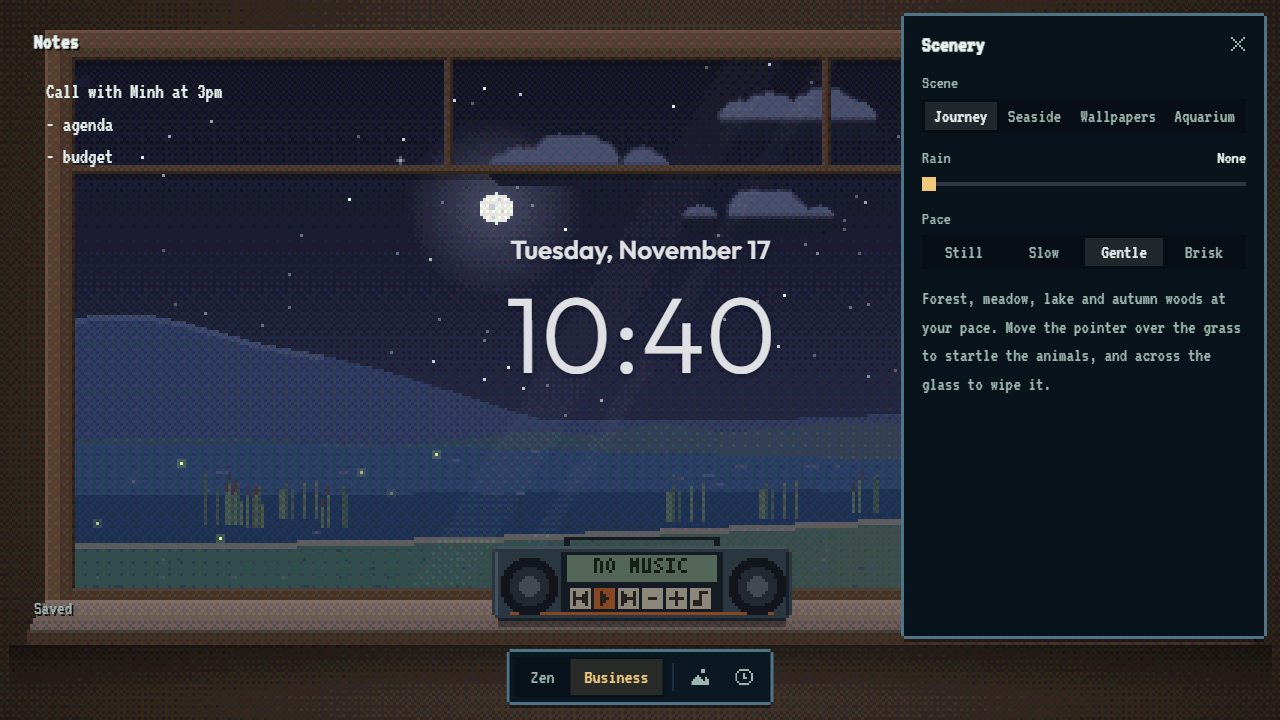 Notes
Call with Minh at 3pm
- agenda
- budget
Saved
Tuesday, November 17
10:40
NO MUSIC
Zen
Business
Scenery
Scene
Journey
Seaside
Wallpapers
Aquarium
Rain
None
Pace
Still
Slow
Gentle
Brisk
Forest, meadow, lake and autumn woods at
your pace. Move the pointer over the grass
to startle the animals, and across the
glass to wipe it.